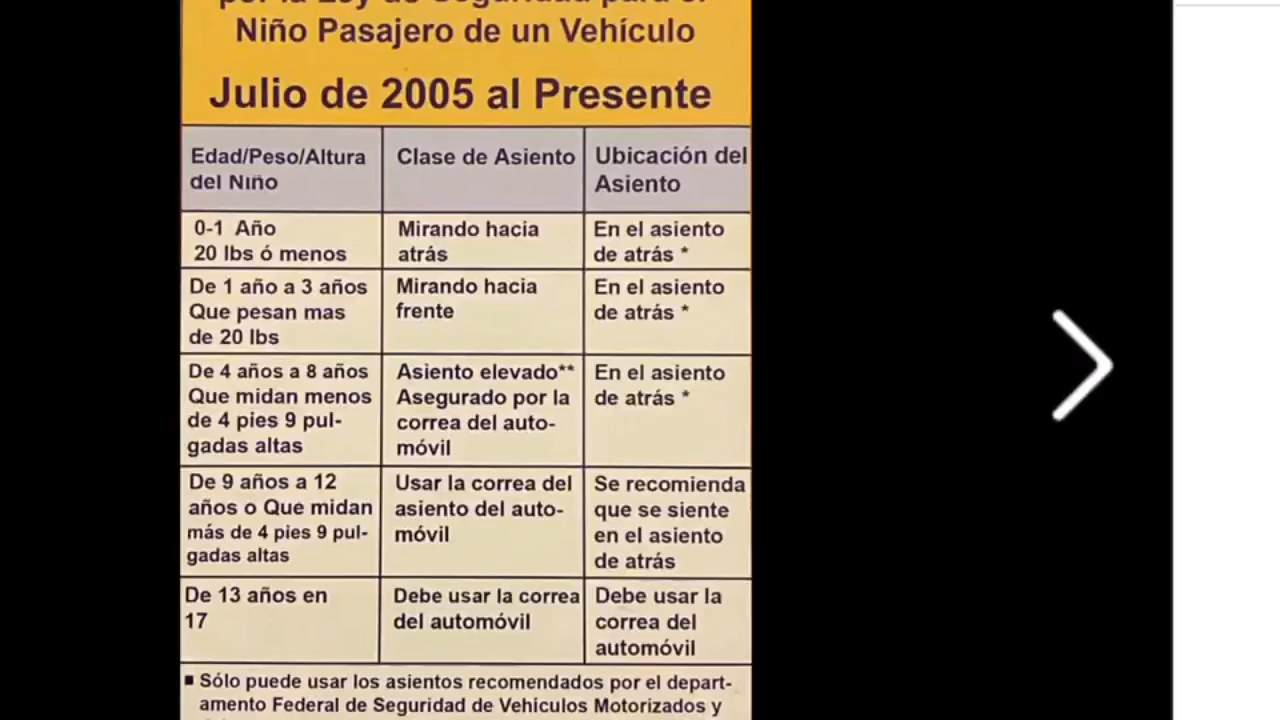 Niño Pasajero de un Vehículo
Julio de 2005 al Presente
Edad/Peso/Altura
del Niño
Clase de Asiento
Ubicación del
Asiento
0-1 Año
20 lbs ó menos
Mirando hacia
atrás
En el asiento
de atrás *
De 1 año a 3 años
Que pesan mas
de 20 lbs
Mirando hacia
frente
En el asiento
de atrás *
De 4 años a 8 años
Que midan menos
de 4 pies 9 pul-
gadas altas
Asiento elevado**
Asegurado por la
correa del auto-
móvil
En el asiento
de atrás *
De 9 años a 12
años o Que midan
más de 4 pies 9 pul-
gadas altas
Usar la correa del
asiento del auto-
móvil
Se recomienda
que se siente
en el asiento
de atrás
De 13 años en
17
Debe usar la correa
del automóvil
Debe usar la
correa del
automóvil
■ Sólo puede usar los asientos recomendados por el depart-
amento Federal de Seguridad de Vehículos Motorizados y